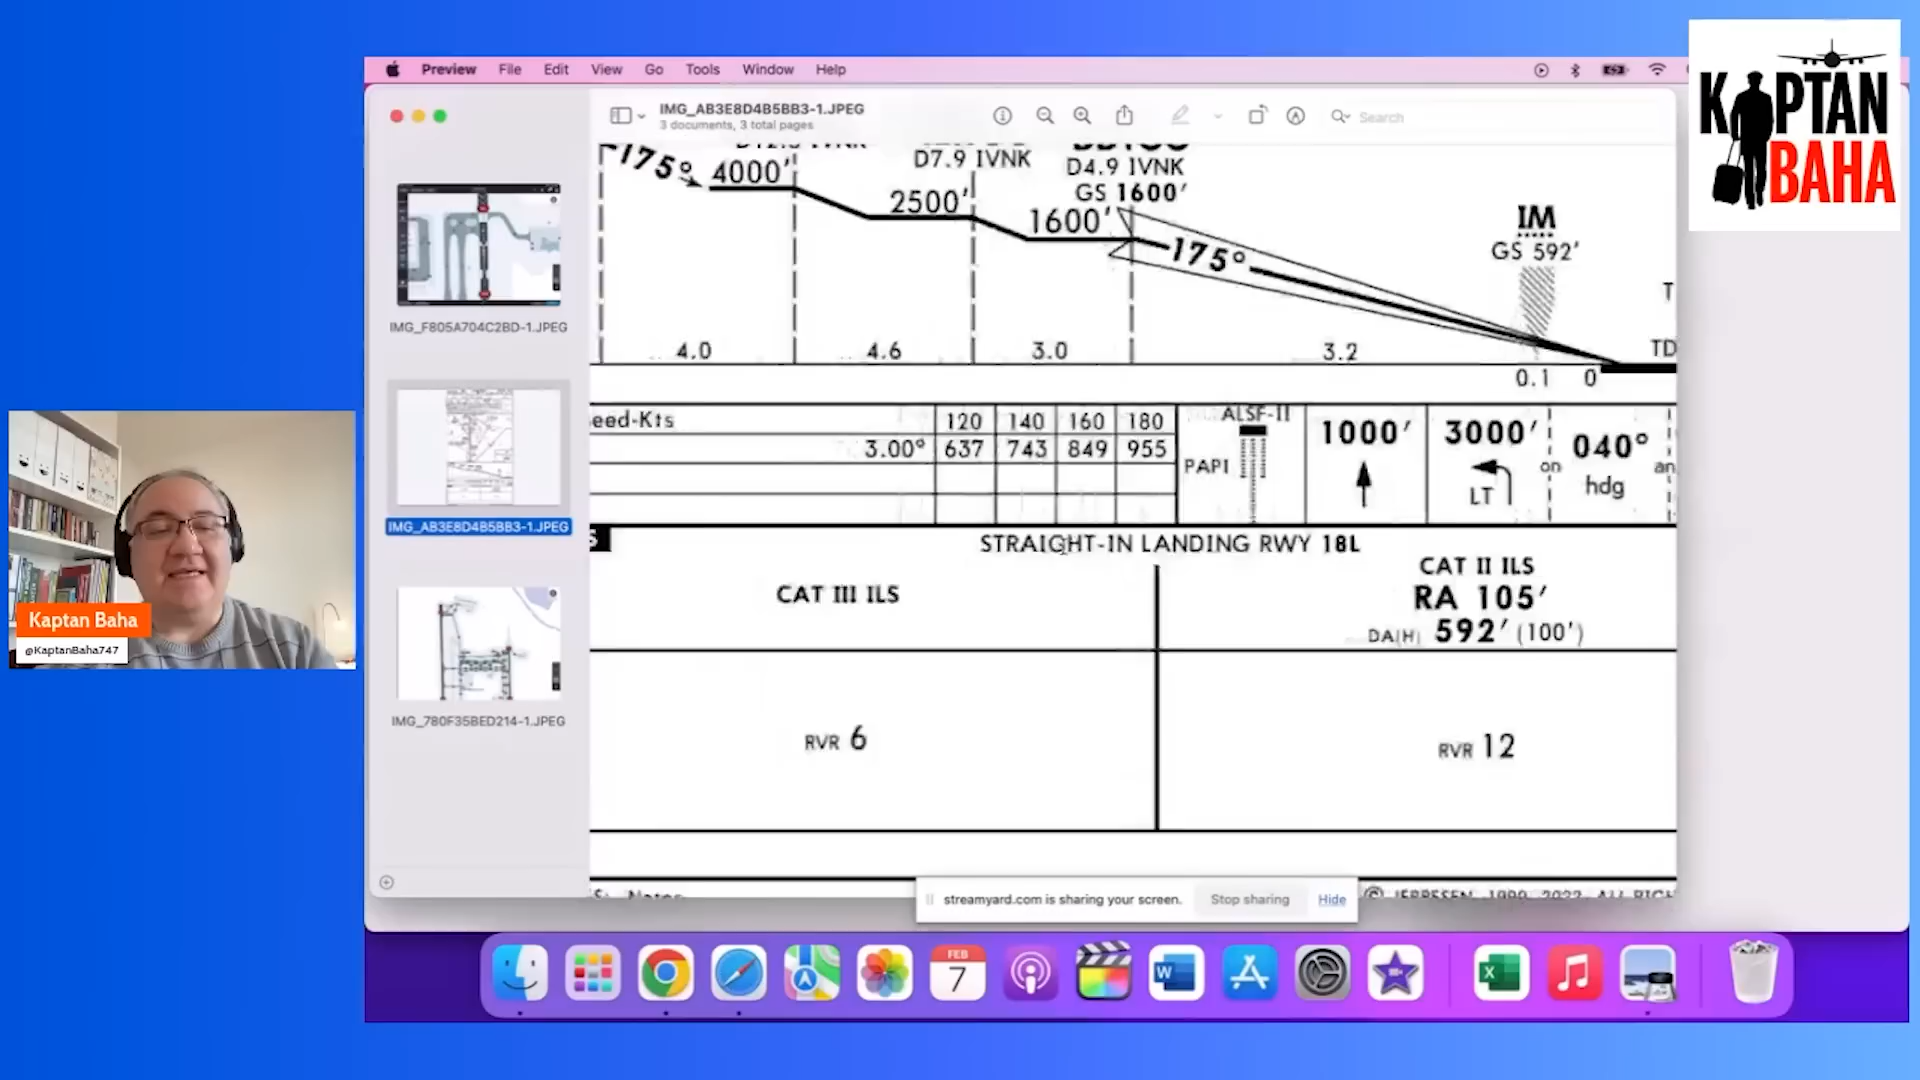 Preview File Edit View Go Tools Window Help
KAPTAN
BAHA
IMG_AB3E8D4B5BB3-1.JPEG
3 documents, 3 total pages
Search
IMG_F805A704C2BD-1.JPEG
IMG_AB3E8D4B5BB3-1.JPEG
IMG_780F35BED214-1.JPEG
Kaptan Baha
@KaptanBaha747
D7.9 IVNK
D4.9 IVNK
GS 1600'
175° 4000'
2500'
1600'
175°
IM
GS 592'
4.0 4.6 3.0 3.2 TD
0.1 0
eed-Kts 120 140 160 180
3.00° 637 743 849 955
ALSF-II
PAPI
1000'
3000'
LT
on
040°
hdg
an
STRAIGHT-IN LANDING RWY 18L
CAT III ILS
CAT II ILS
RA 105'
DA(H) 592' (100')
RVR 6
RVR 12
streamyard.com is sharing your screen. Stop sharing Hide
FEB
7